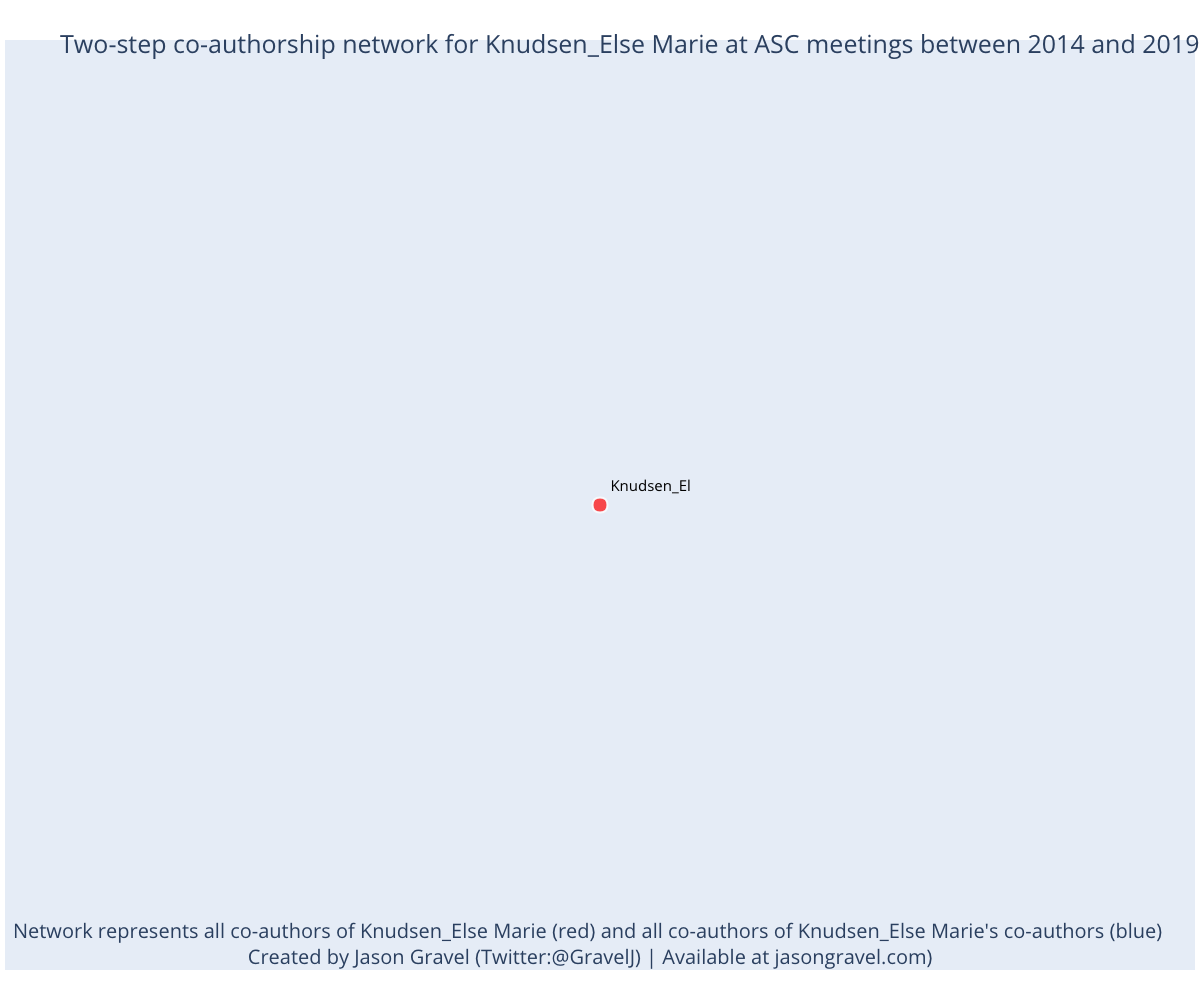 Two-step co-authorship network for Knudsen_Else Marie at ASC meetings between 2014 and 2019
Knudsen_El
Network represents all co-authors of Knudsen_Else Marie (red) and all co-authors of Knudsen_Else Marie's co-authors (blue)
Created by Jason Gravel (Twitter:@GravelJ) | Available at jasongravel.com)